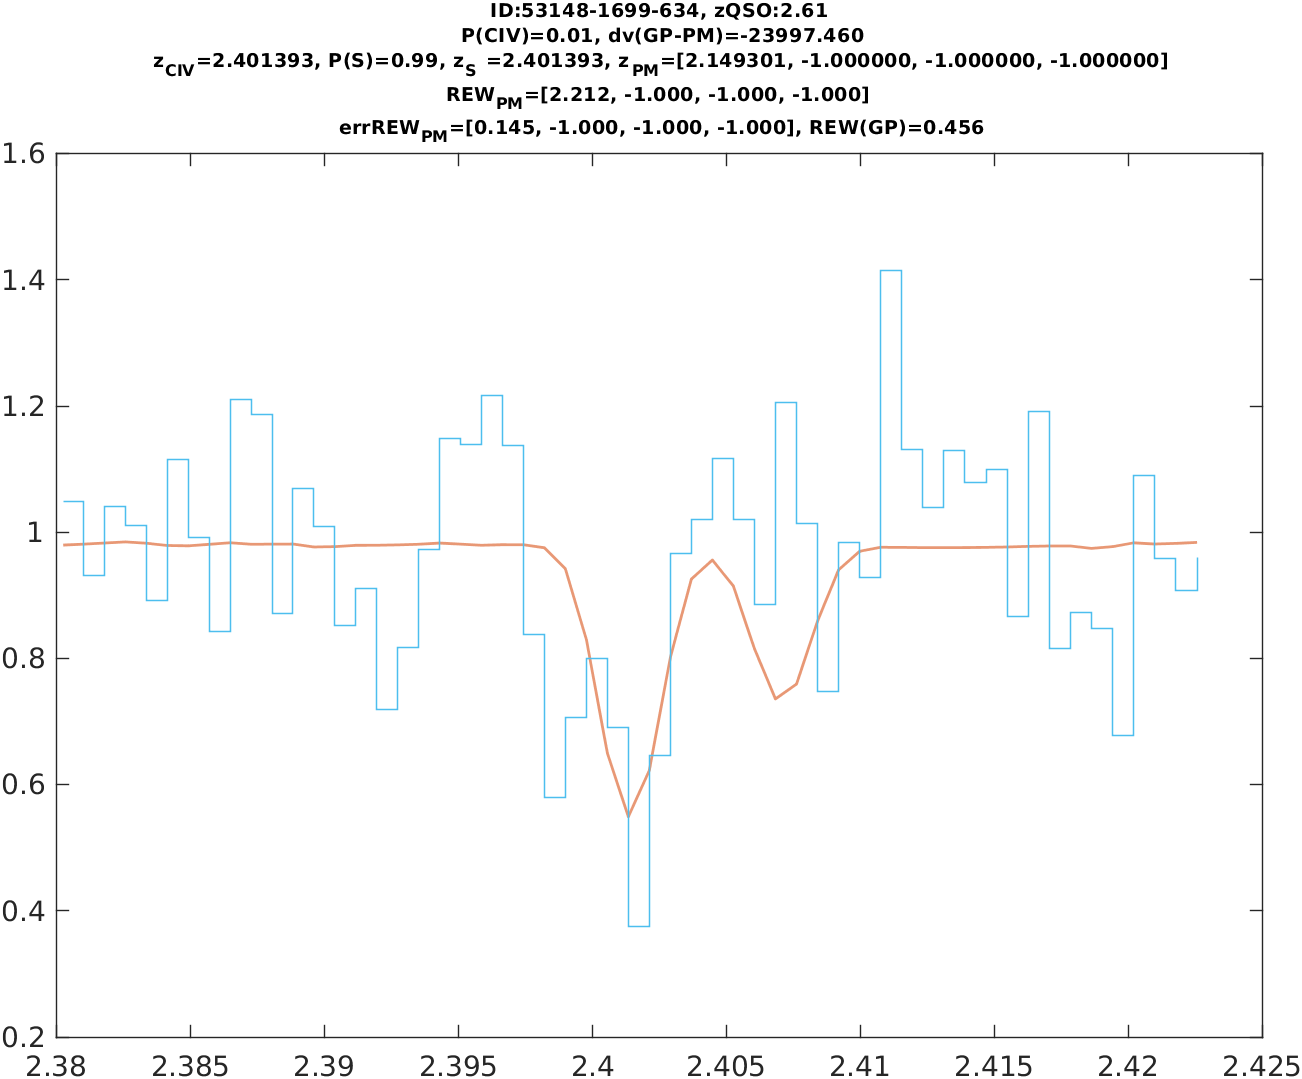 ID:53148-1699-634, zQSO:2.61
P(CIV)=0.01, dv(GP-PM)=-23997.460
zCIV=2.401393, P(S)=0.99, zS =2.401393, zPM=[2.149301, -1.000000, -1.000000, -1.000000]
REWPM=[2.212, -1.000, -1.000, -1.000]
errREWPM=[0.145, -1.000, -1.000, -1.000], REW(GP)=0.456
1.6
1.4
1.2
1
0.8
0.6
0.4
0.2
2.38 2.385 2.39 2.395 2.4 2.405 2.41 2.415 2.42 2.425